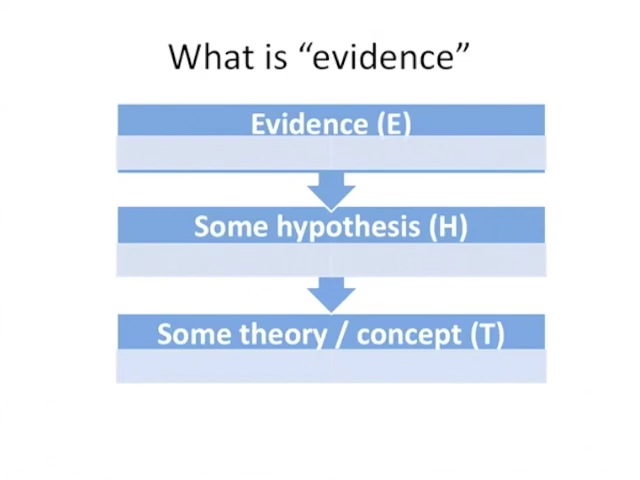 What is “evidence”
Evidence (E)
Some hypothesis (H)
Some theory / concept (T)